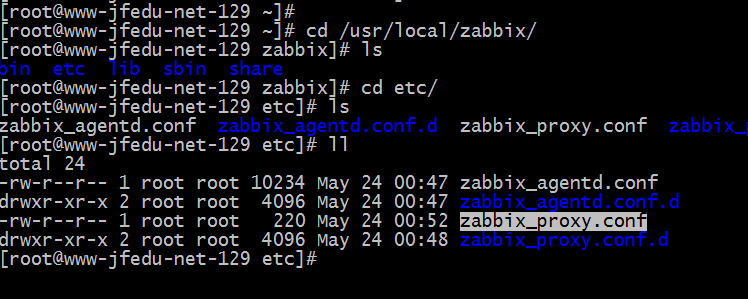 [root@www-jfedu-net-129 ~]#
[root@www-jfedu-net-129 ~]# cd /usr/local/zabbix/
[root@www-jfedu-net-129 zabbix]# ls
bin etc lib sbin share
[root@www-jfedu-net-129 zabbix]# cd etc/
[root@www-jfedu-net-129 etc]# ls
zabbix_agentd.conf zabbix_agentd.conf.d zabbix_proxy.conf zabbix_p
[root@www-jfedu-net-129 etc]# ll
total 24
-rw-r--r-- 1 root root 10234 May 24 00:47 zabbix_agentd.conf
drwxr-xr-x 2 root root 4096 May 24 00:47 zabbix_agentd.conf.d
-rw-r--r-- 1 root root 220 May 24 00:52 zabbix_proxy.conf
drwxr-xr-x 2 root root 4096 May 24 00:48 zabbix_proxy.conf.d
[root@www-jfedu-net-129 etc]#